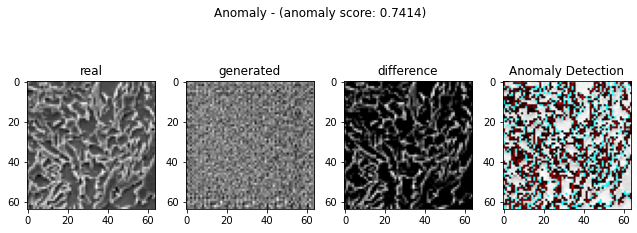 Anomaly - (anomaly score: 0.7414)
real generated difference Anomaly Detection
0 0 0 0
20 20 20 20
40 40 40 40
60 60 60 60
0 20 40 60 0 20 40 60 0 20 40 60 0 20 40 60